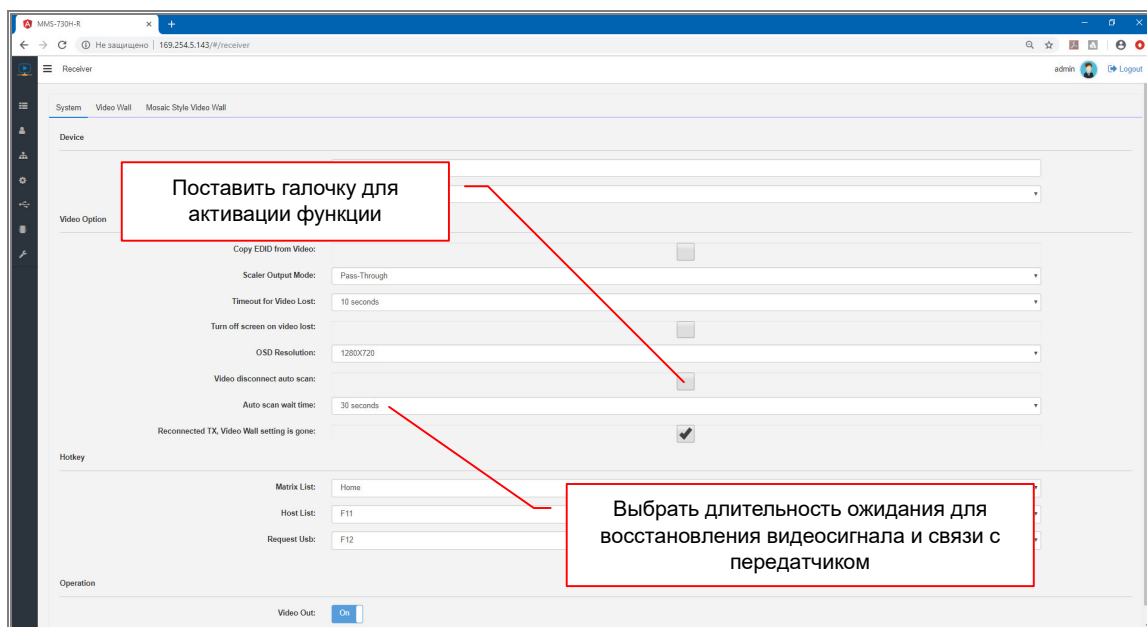 MMS-730H-R
Не защищено | 169.254.5.143/#/receiver
Receiver
admin
Logout
System Video Wall Mosaic Style Video Wall
Device
Поставить галочку для
активации функции
Video Option
Copy EDID from Video:
Scaler Output Mode: Pass-Through
Timeout for Video Lost: 10 seconds
Turn off screen on video lost:
OSD Resolution: 1280X720
Video disconnect auto scan:
Auto scan wait time: 30 seconds
Reconnected TX, Video Wall setting is gone:
Hotkey
Matrix List: Home
Host List: F11
Request Usb: F12
Выбрать длительность ожидания для
восстановления видеосигнала и связи с
передатчиком
Operation
Video Out: On